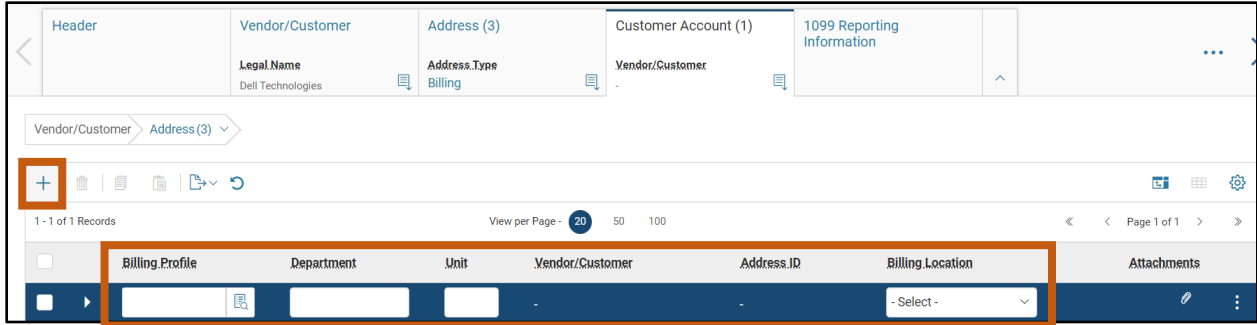 Header
Vendor/Customer
Legal Name
Dell Technologies
Address (3)
Address Type
Billing
Customer Account (1)
Vendor/Customer
-
1099 Reporting
Information
Vendor/Customer Address (3)
1 - 1 of 1 Records View per Page - 20 50 100 Page 1 of 1
Billing Profile Department Unit Vendor/Customer Address ID Billing Location Attachments
- - - Select -